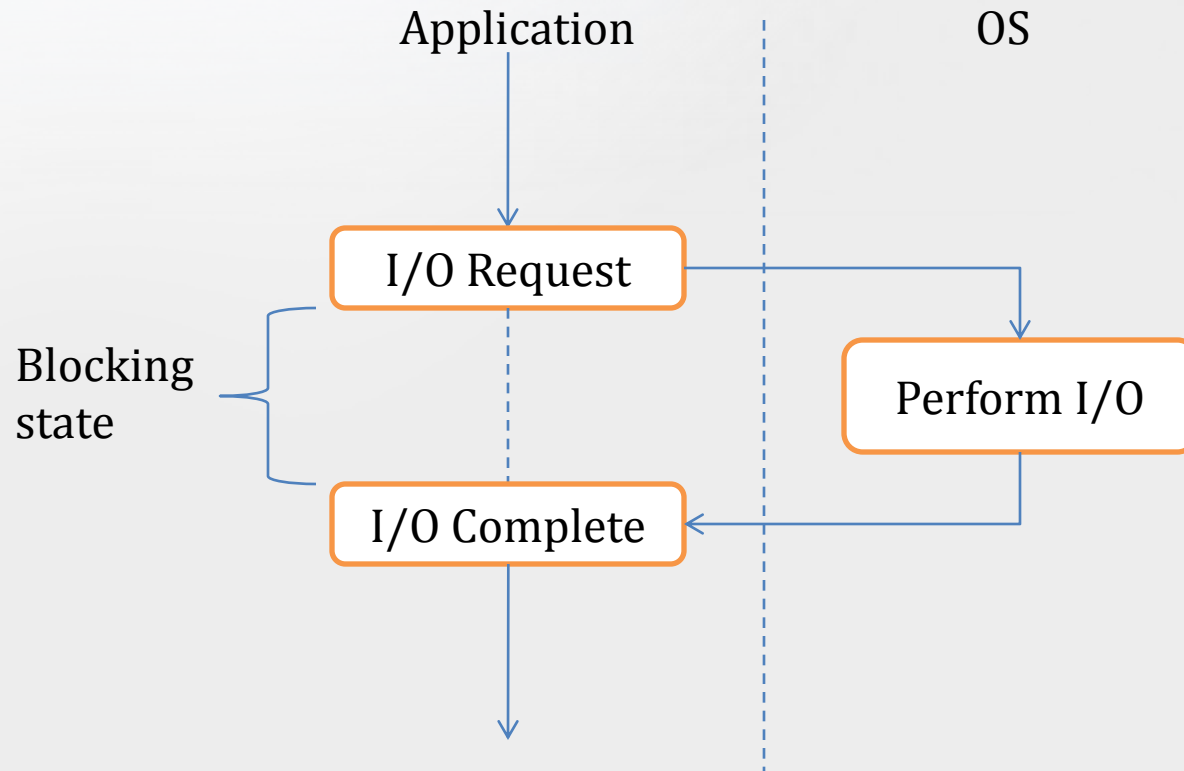 Application
OS
I/O Request
Blocking
state
Perform I/O
I/O Complete